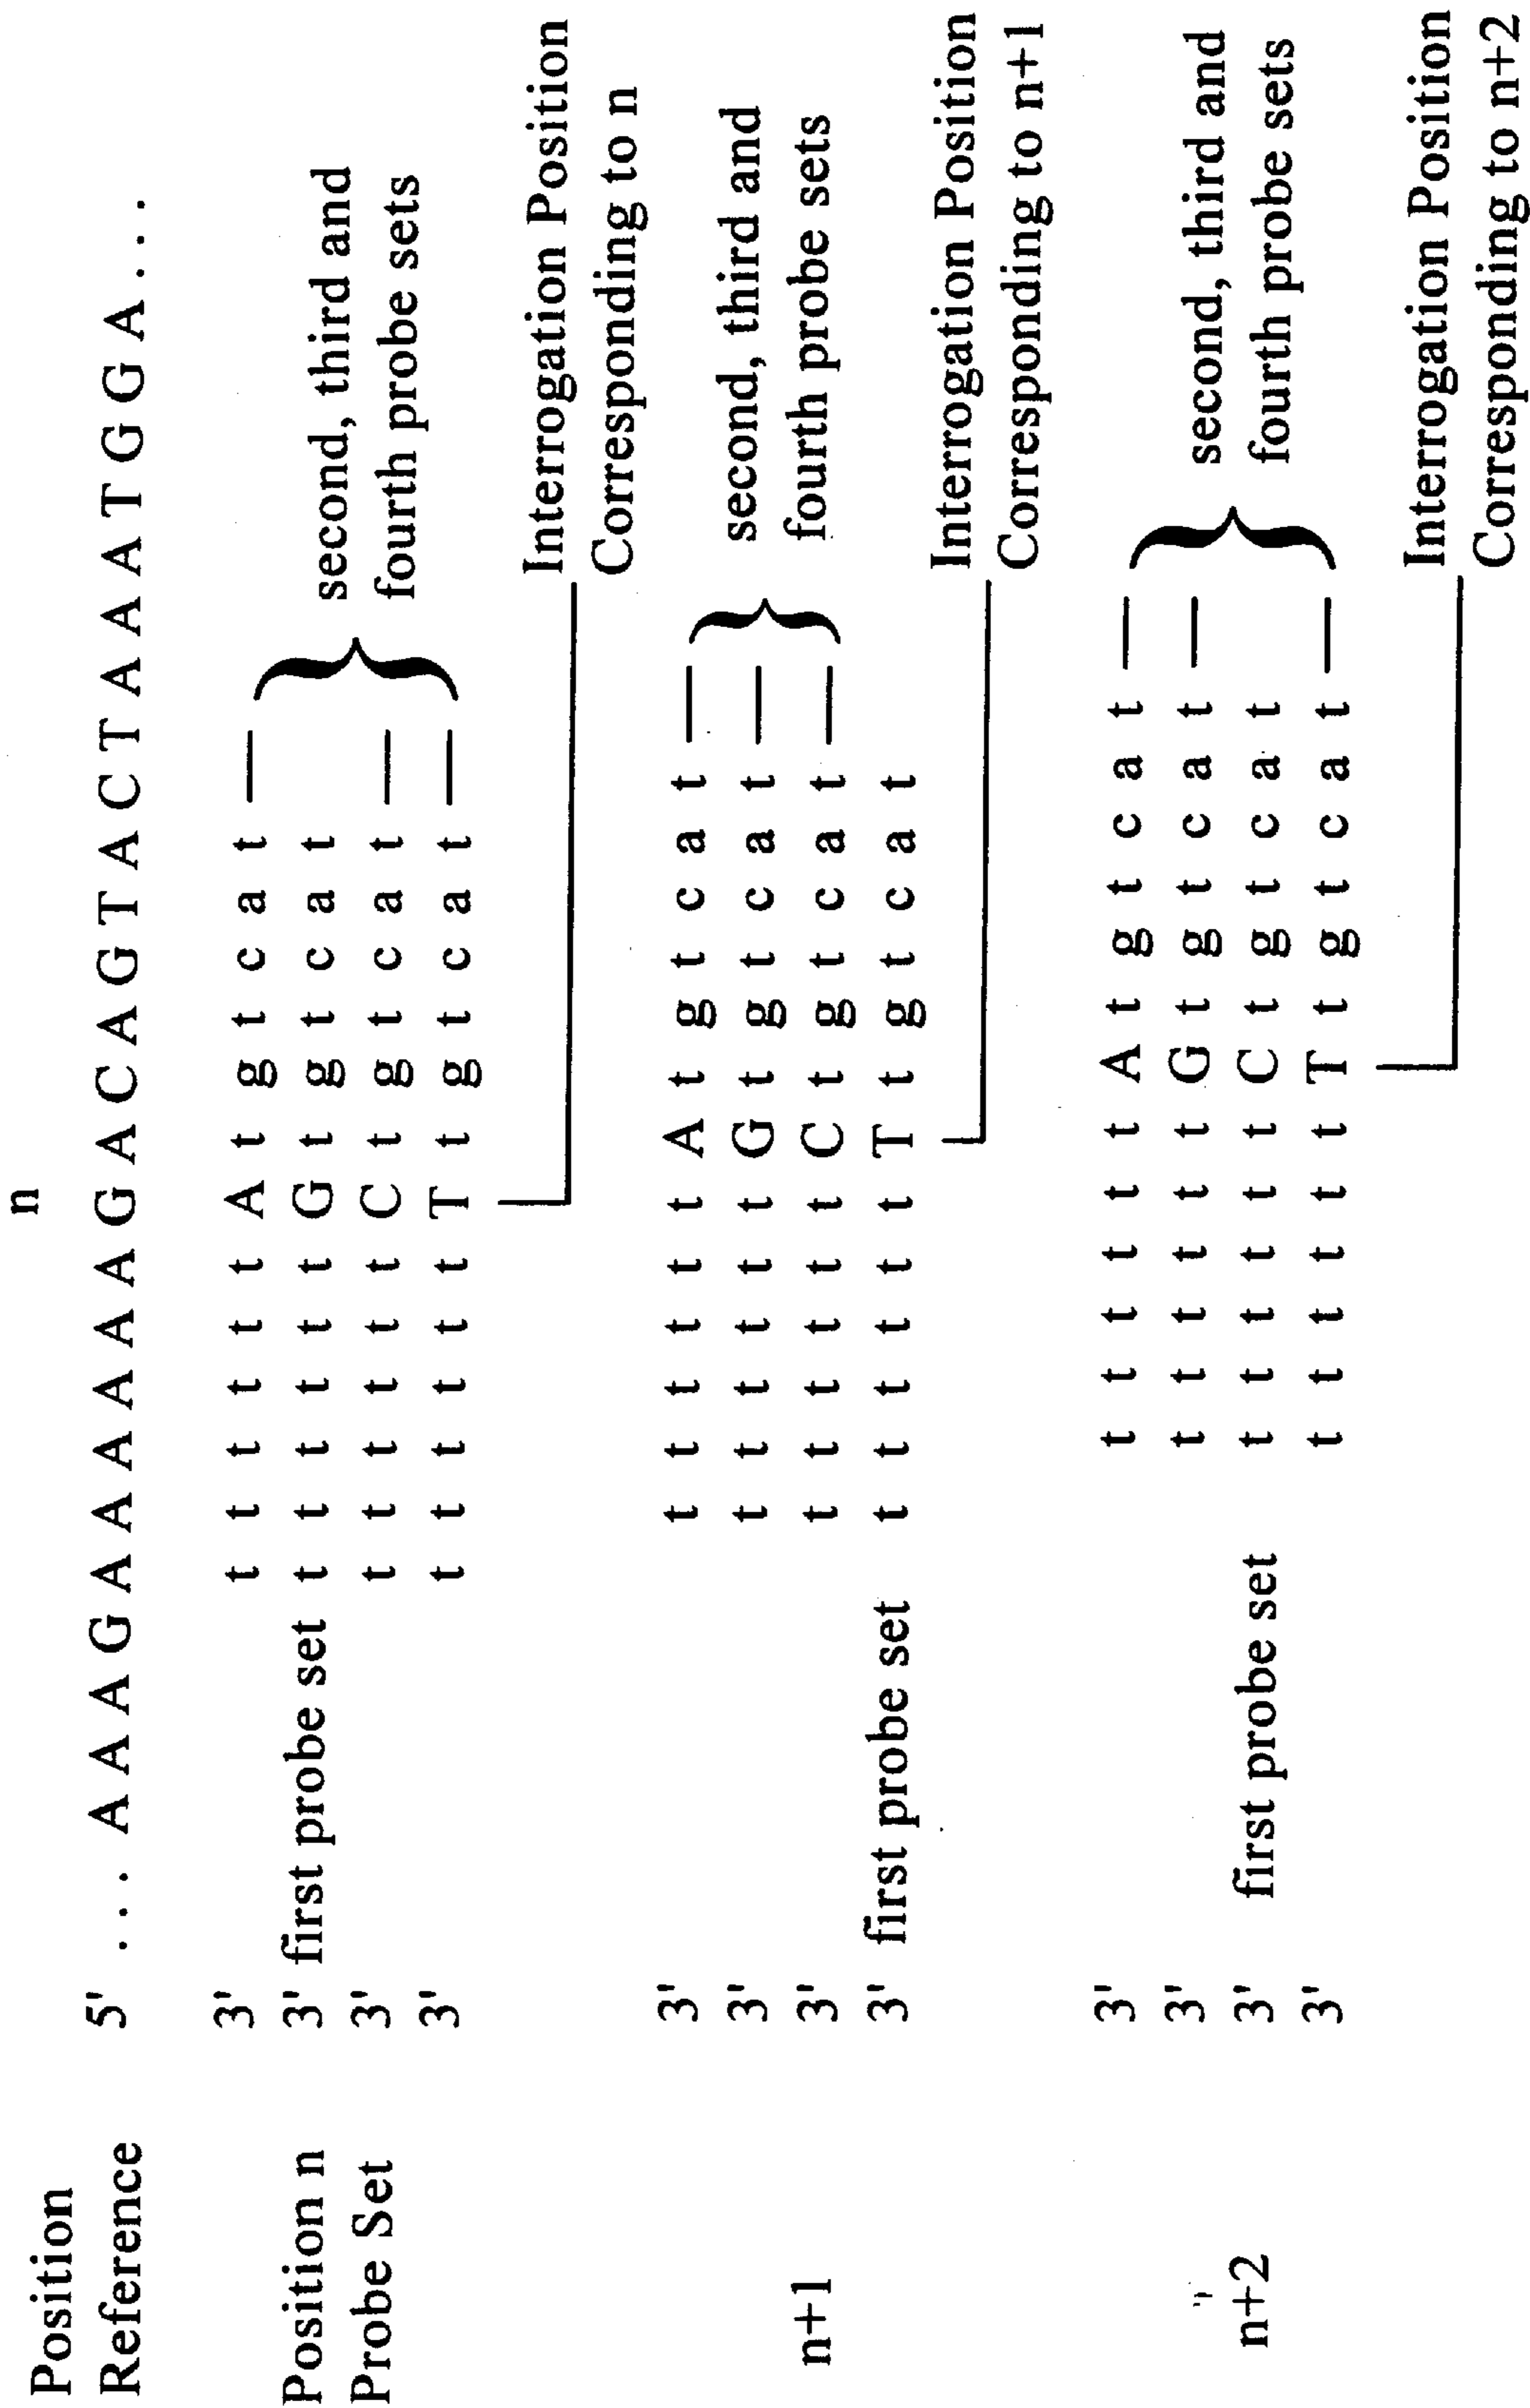 n
Position
Reference 5' . . . A A A G A A A A A A G A C A G T A C T A A A T G G A . . .
3' t t t t t t A t g t c a t —
Position n 3' first probe set t t t t t t G t g t c a t second, third and
Probe Set 3' t t t t t t C t g t c a t — fourth probe sets
3' t t t t t t T t g t c a t —
Interrogation Position
Corresponding to n
3' t t t t t t A t g t c a t —
3' t t t t t t G t g t c a t — second, third and
n+1 3' t t t t t t C t g t c a t — fourth probe sets
3' first probe set t t t t t t T t g t c a t
Interrogation Position
Corresponding to n+1
3' t t t t t t A t g t c a t —
3' t t t t t t G t g t c a t — second, third and
n+2 3' first probe set t t t t t t C t g t c a t fourth probe sets
3' t t t t t t T t g t c a t —
Interrogation Position
Corresponding to n+2